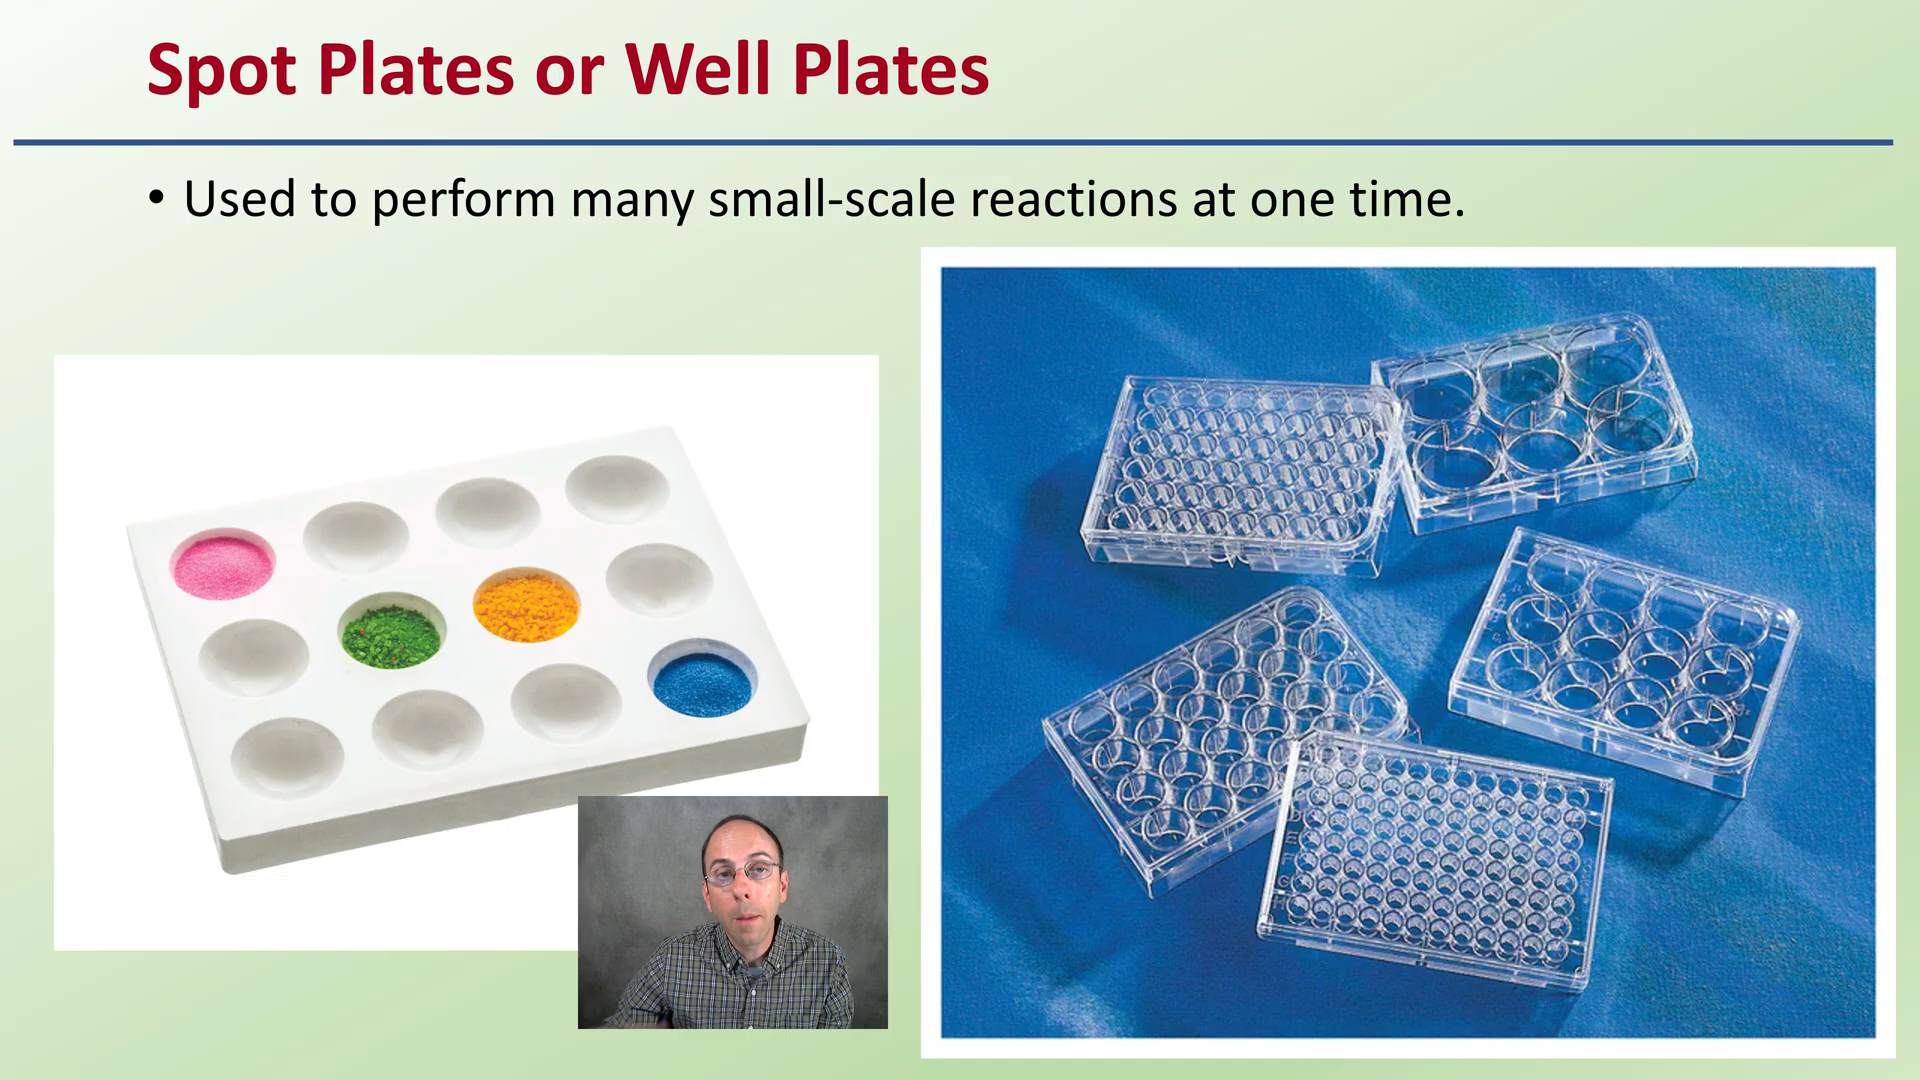 Spot Plates or Well Plates
• Used to perform many small-scale reactions at one time.